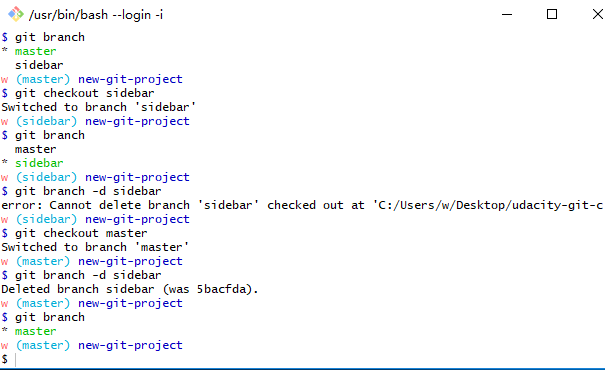 /usr/bin/bash --login -i
$ git branch
* master
  sidebar
w (master) new-git-project
$ git checkout sidebar
Switched to branch 'sidebar'
w (sidebar) new-git-project
$ git branch
  master
* sidebar
w (sidebar) new-git-project
$ git branch -d sidebar
error: Cannot delete branch 'sidebar' checked out at 'C:/Users/w/Desktop/udacity-git-c
w (sidebar) new-git-project
$ git checkout master
Switched to branch 'master'
w (master) new-git-project
$ git branch -d sidebar
Deleted branch sidebar (was 5bacfda).
w (master) new-git-project
$ git branch
* master
w (master) new-git-project
$